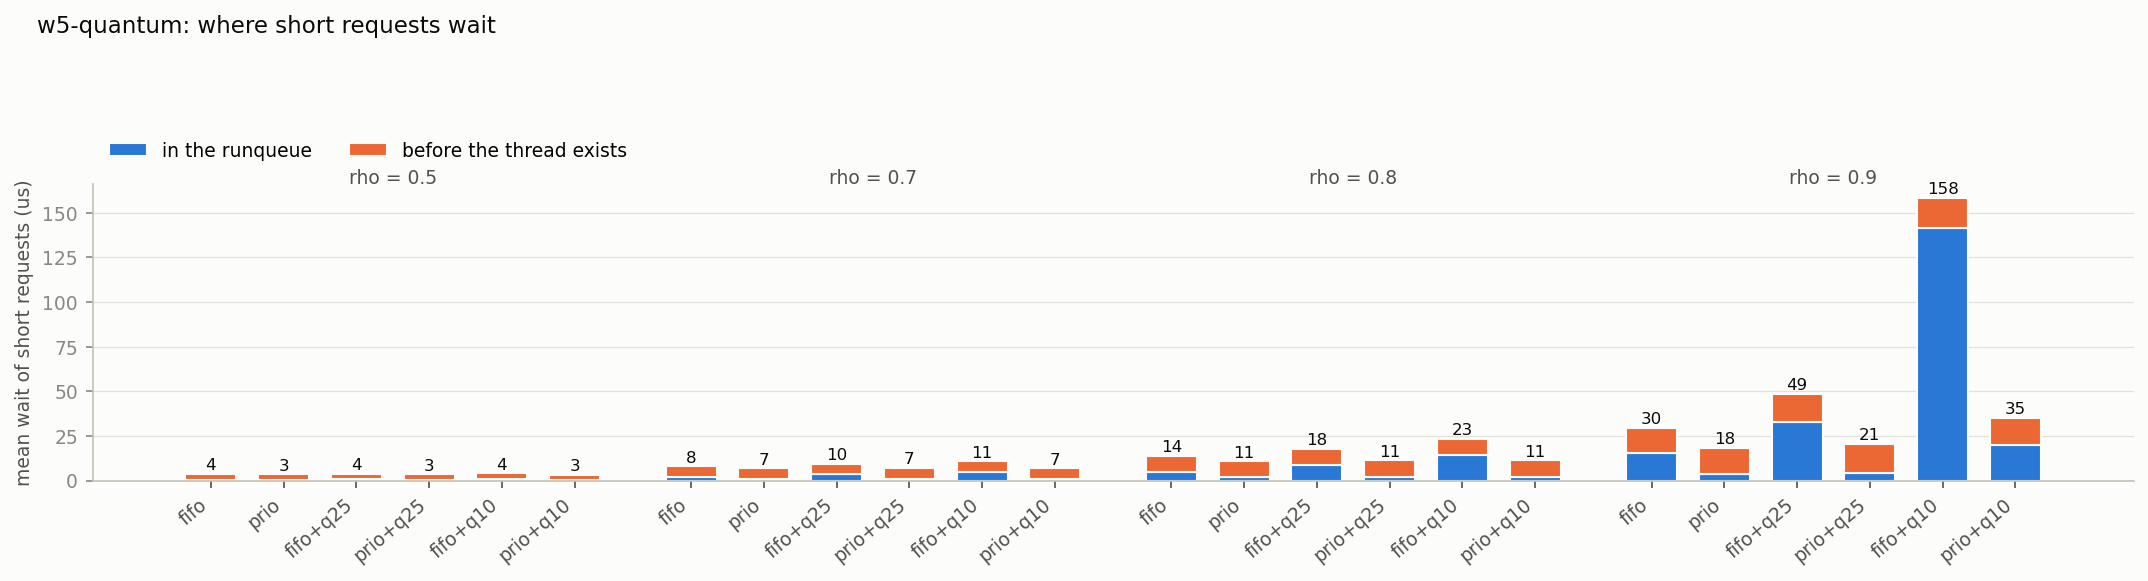 w5-quantum: where short requests wait
in the runqueue before the thread exists
rho = 0.5 rho = 0.7 rho = 0.8 rho = 0.9
mean wait of short requests (us)
150
125
100
75
50
25
0
4 3 4 3 4 3 8 7 10 7 11 7 14 11 18 11 23 11 30 18 49 21 158 35
fifo prio fifo+q25 prio+q25 fifo+q10 prio+q10 fifo prio fifo+q25 prio+q25 fifo+q10 prio+q10 fifo prio fifo+q25 prio+q25 fifo+q10 prio+q10 fifo prio fifo+q25 prio+q25 fifo+q10 prio+q10